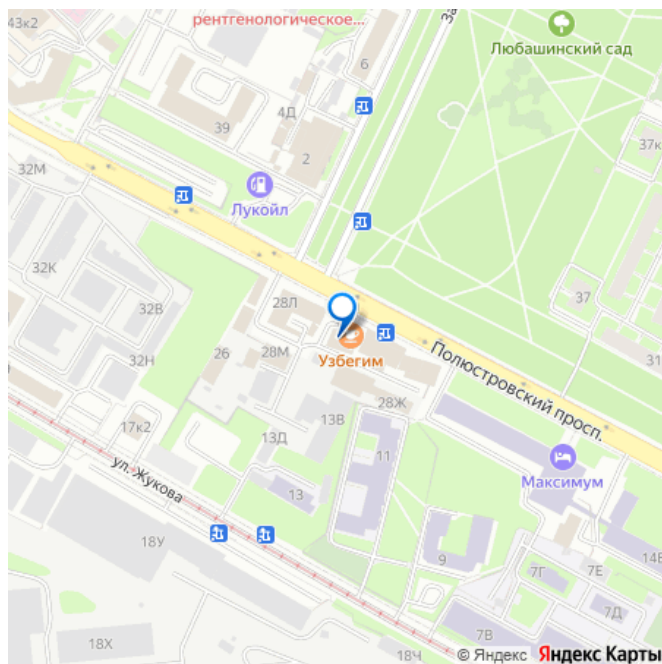 43к2
рентгенологическое...
За
Любашинский сад
6
4Д
39
2
37к
32М
Лукойл
32К
28Л
37
32В
28М
Узбегим
31
26
32Н
Полюстровский просп.
28Ж
13В
17к2
13Д
11
ул. Жукова
Максимум
13
18У
9
7Г
7Е
14В
7Д
7В
18Х
18Ч
© Яндекс Яндекс Карты